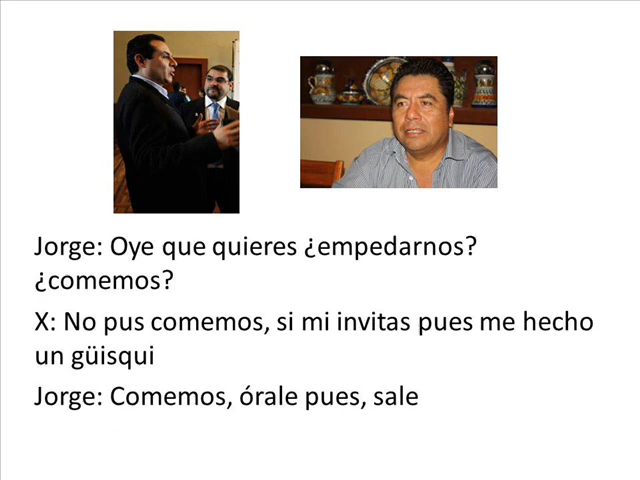 Jorge: Oye que quieres ¿empedarnos?
¿comemos?
X: No pus comemos, si mi invitas pues me hecho
un güisqui
Jorge: Comemos, órale pues, sale